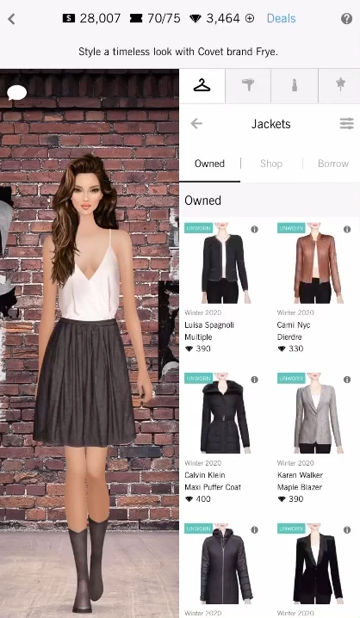 28,007 70/75 3,464 Deals
Style a timeless look with Covet brand Frye.
Jackets
Owned Shop Borrow
Owned
UNWORN UNWORN
Winter 2020 Winter 2020
Luisa Spagnoli Cami Nyc
Multiple Dierdre
390 330
UNWORN UNWORN
Winter 2020 Winter 2020
Calvin Klein Karen Walker
Maxi Puffer Coat Maple Blazer
400 390
UNWORN UNWORN
Winter 2020 Winter 2020